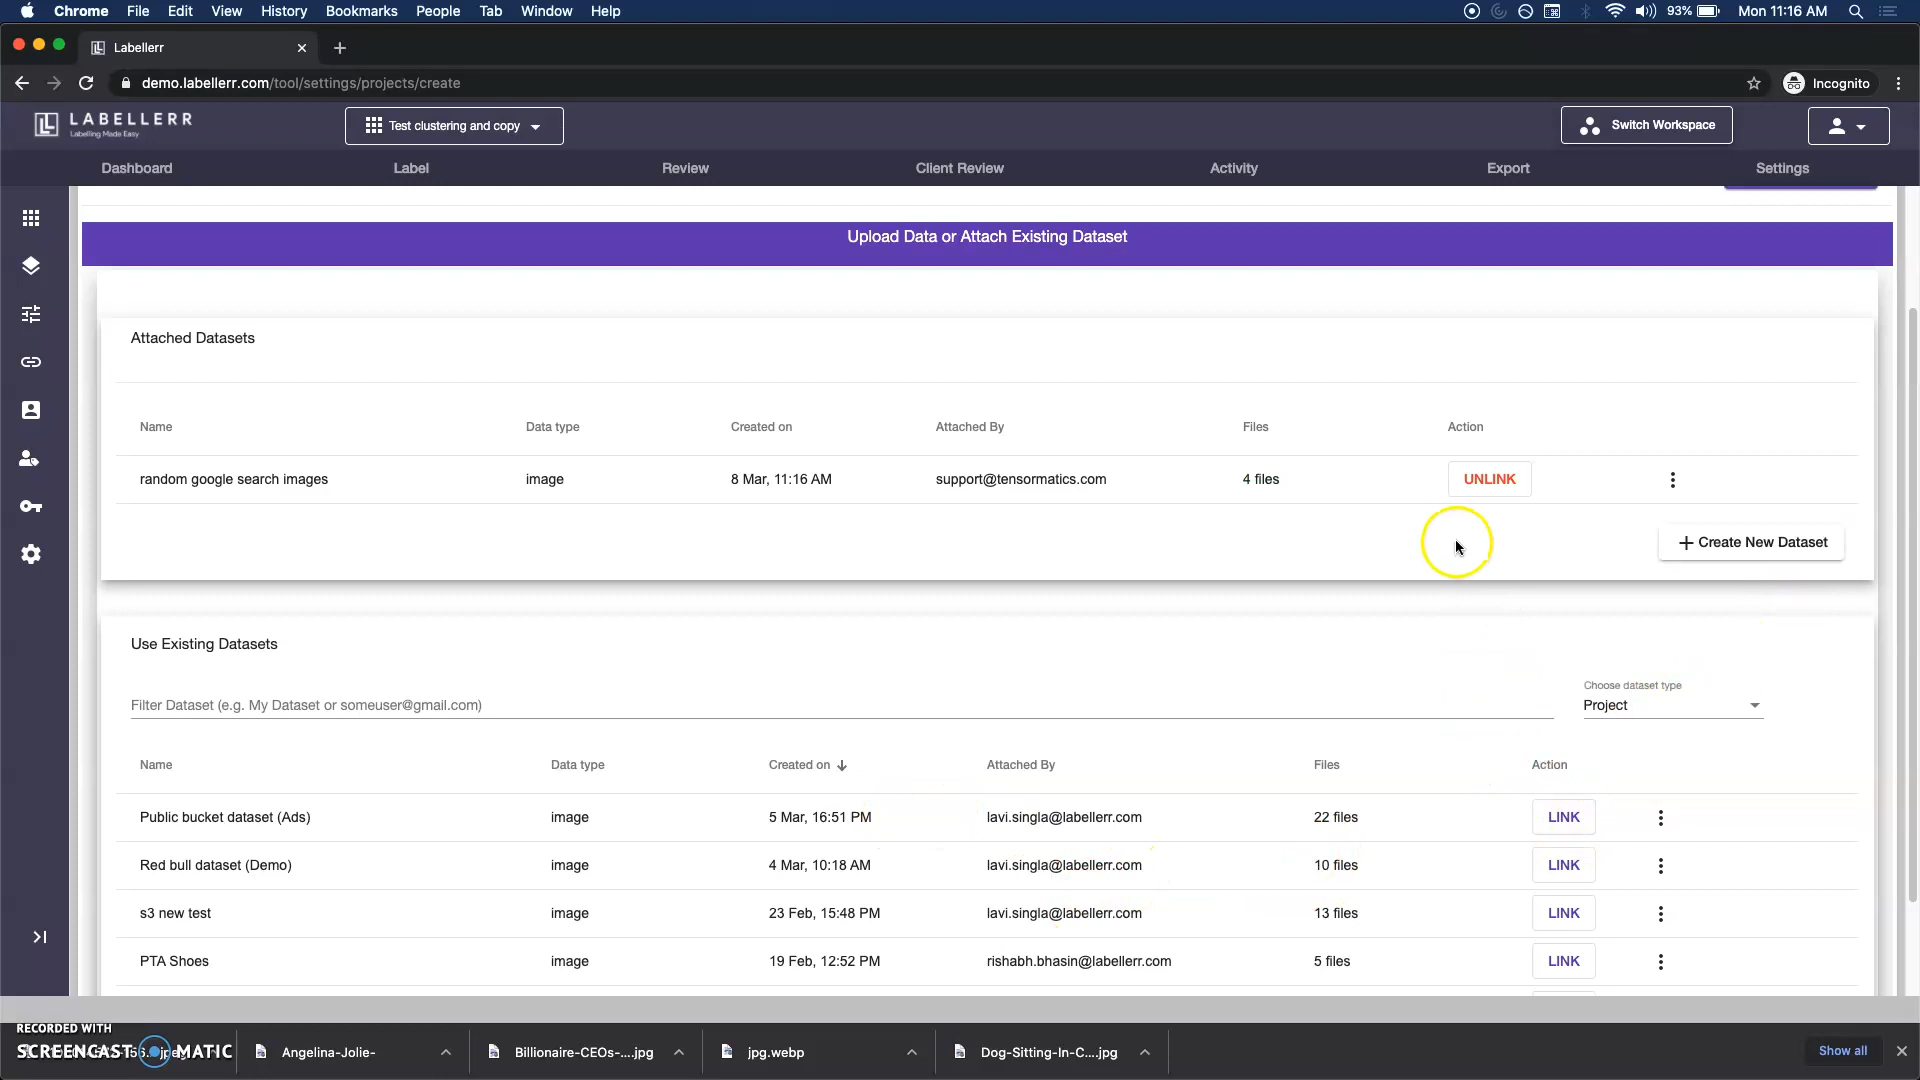 Chrome File Edit View History Bookmarks People Tab Window Help 93% Mon 11:16 AM
Labellerr
demo.labellerr.com/tool/settings/projects/create Incognito
LABELLERR
Labelling Made Easy
Test clustering and copy
Switch Workspace
Dashboard Label Review Client Review Activity Export Settings
Upload Data or Attach Existing Dataset
Attached Datasets
Name Data type Created on Attached By Files Action
random google search images image 8 Mar, 11:16 AM support@tensormatics.com 4 files UNLINK
+ Create New Dataset
Use Existing Datasets
Choose dataset type
Filter Dataset (e.g. My Dataset or someuser@gmail.com) Project
Name Data type Created on Attached By Files Action
Public bucket dataset (Ads) image 5 Mar, 16:51 PM lavi.singla@labellerr.com 22 files LINK
Red bull dataset (Demo) image 4 Mar, 10:18 AM lavi.singla@labellerr.com 10 files LINK
s3 new test image 23 Feb, 15:48 PM lavi.singla@labellerr.com 13 files LINK
PTA Shoes image 19 Feb, 12:52 PM rishabh.bhasin@labellerr.com 5 files LINK
RECORDED WITH
SCREENCAST MATIC
Angelina-Jolie- Billionaire-CEOs-....jpg jpg.webp Dog-Sitting-In-C....jpg Show all